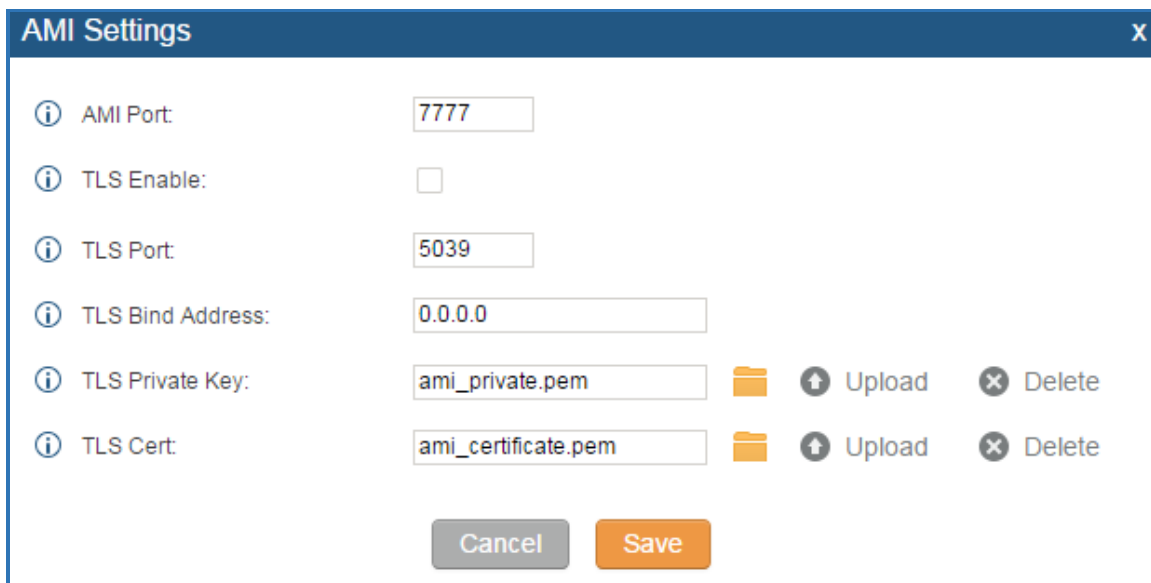 AMI Settings x
AMI Port: 7777
TLS Enable:
TLS Port: 5039
TLS Bind Address: 0.0.0.0
TLS Private Key: ami_private.pem Upload Delete
TLS Cert: ami_certificate.pem Upload Delete
Cancel Save